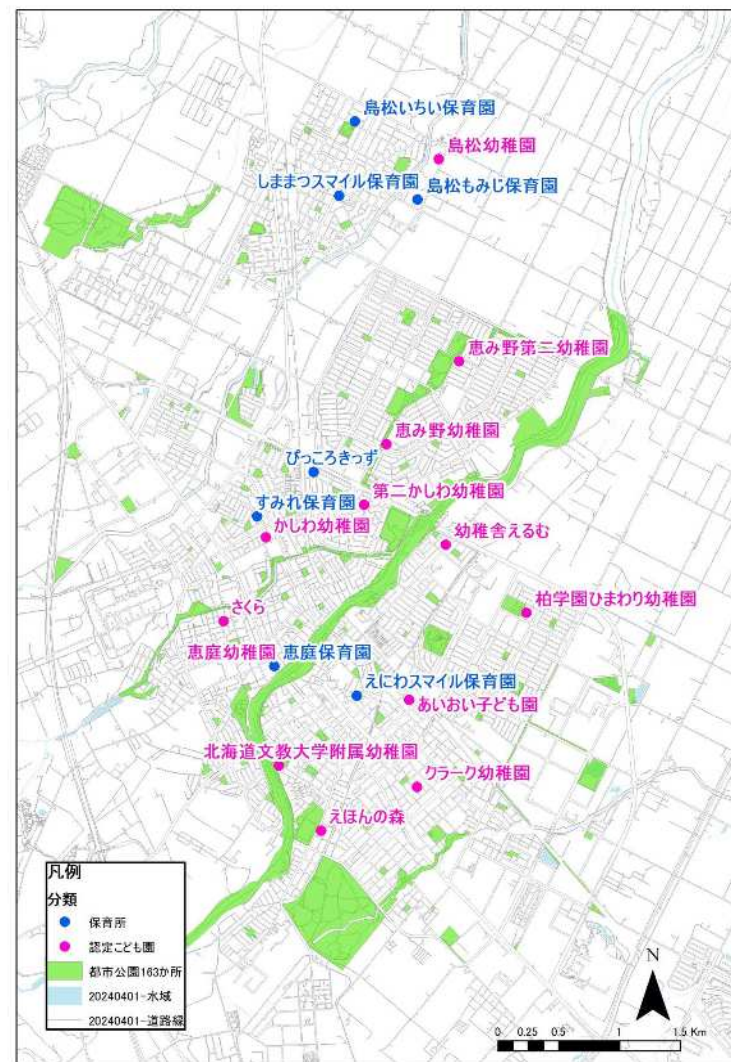 島松いちい保育園
島松幼稚園
しままつスマイル保育園
島松もみじ保育園
恵み野第二幼稚園
恵み野幼稚園
ぴっころきっず
第二かしわ幼稚園
すみれ保育園
かしわ幼稚園
幼稚舎えるむ
柏学園ひまわり幼稚園
さくら
恵庭幼稚園
恵庭保育園
えにわスマイル保育園
あいおい子ども園
北海道文教大学附属幼稚園
クラーク幼稚園
えほんの森
凡例
分類
保育所
認定こども園
都市公園163か所
20240401-水域
20240401-道路縁
N
0 0.25 0.5 1 1.5 Km